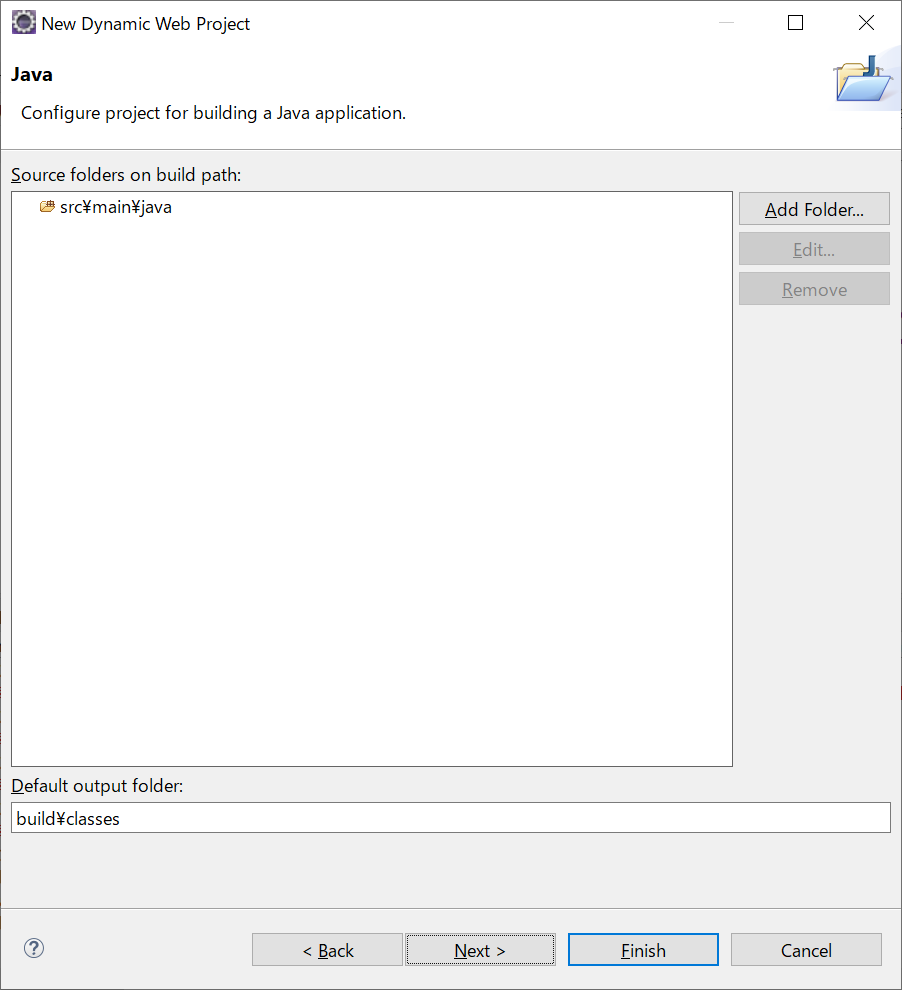 New Dynamic Web Project
Java
Configure project for building a Java application.
Source folders on build path:
src¥main¥java
Add Folder...
Edit...
Remove
Default output folder:
build¥classes
?
< Back
Next >
Finish
Cancel